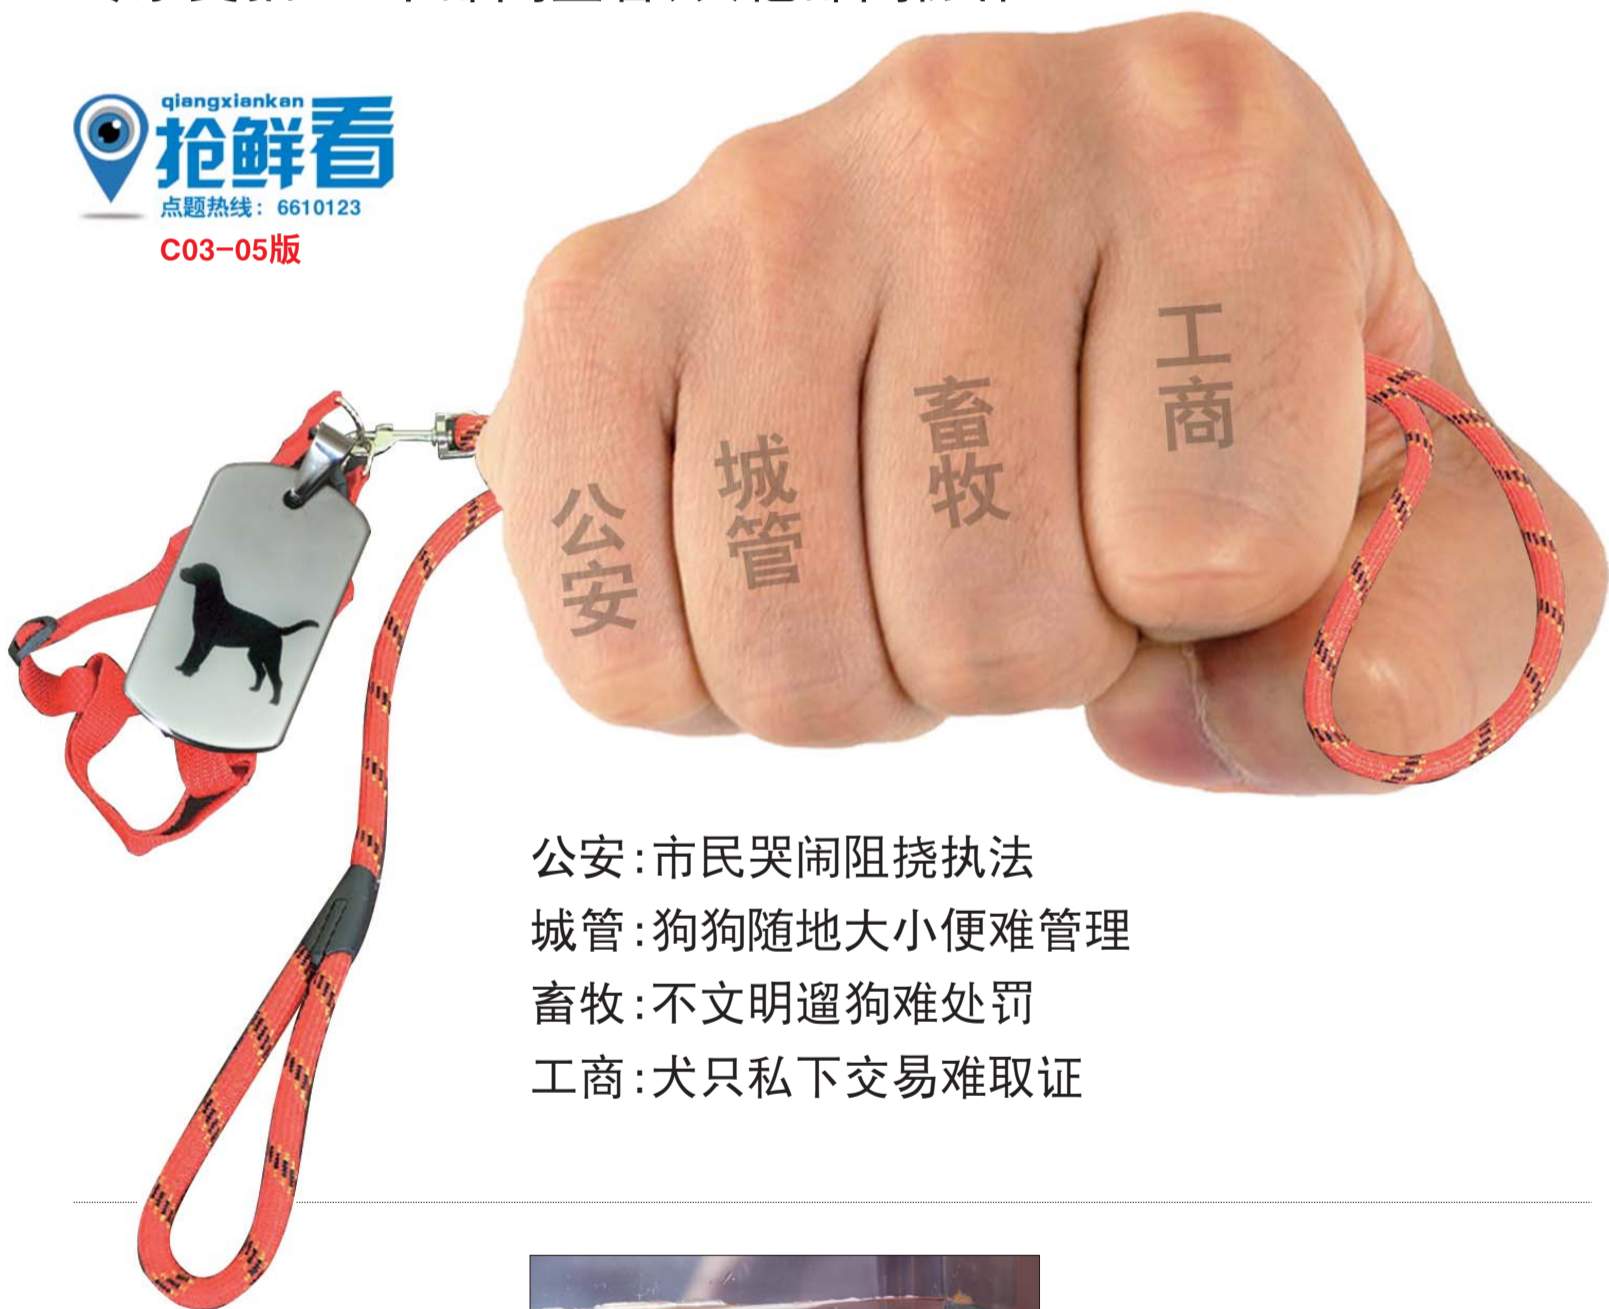 qiangxiankan
抢鲜看
点题热线：6610123
C03-05版
工商
畜牧
城管
公安
公安:市民哭闹阻挠执法
城管:狗狗随地大小便难管理
畜牧:不文明遛狗难处罚
工商:犬只私下交易难取证